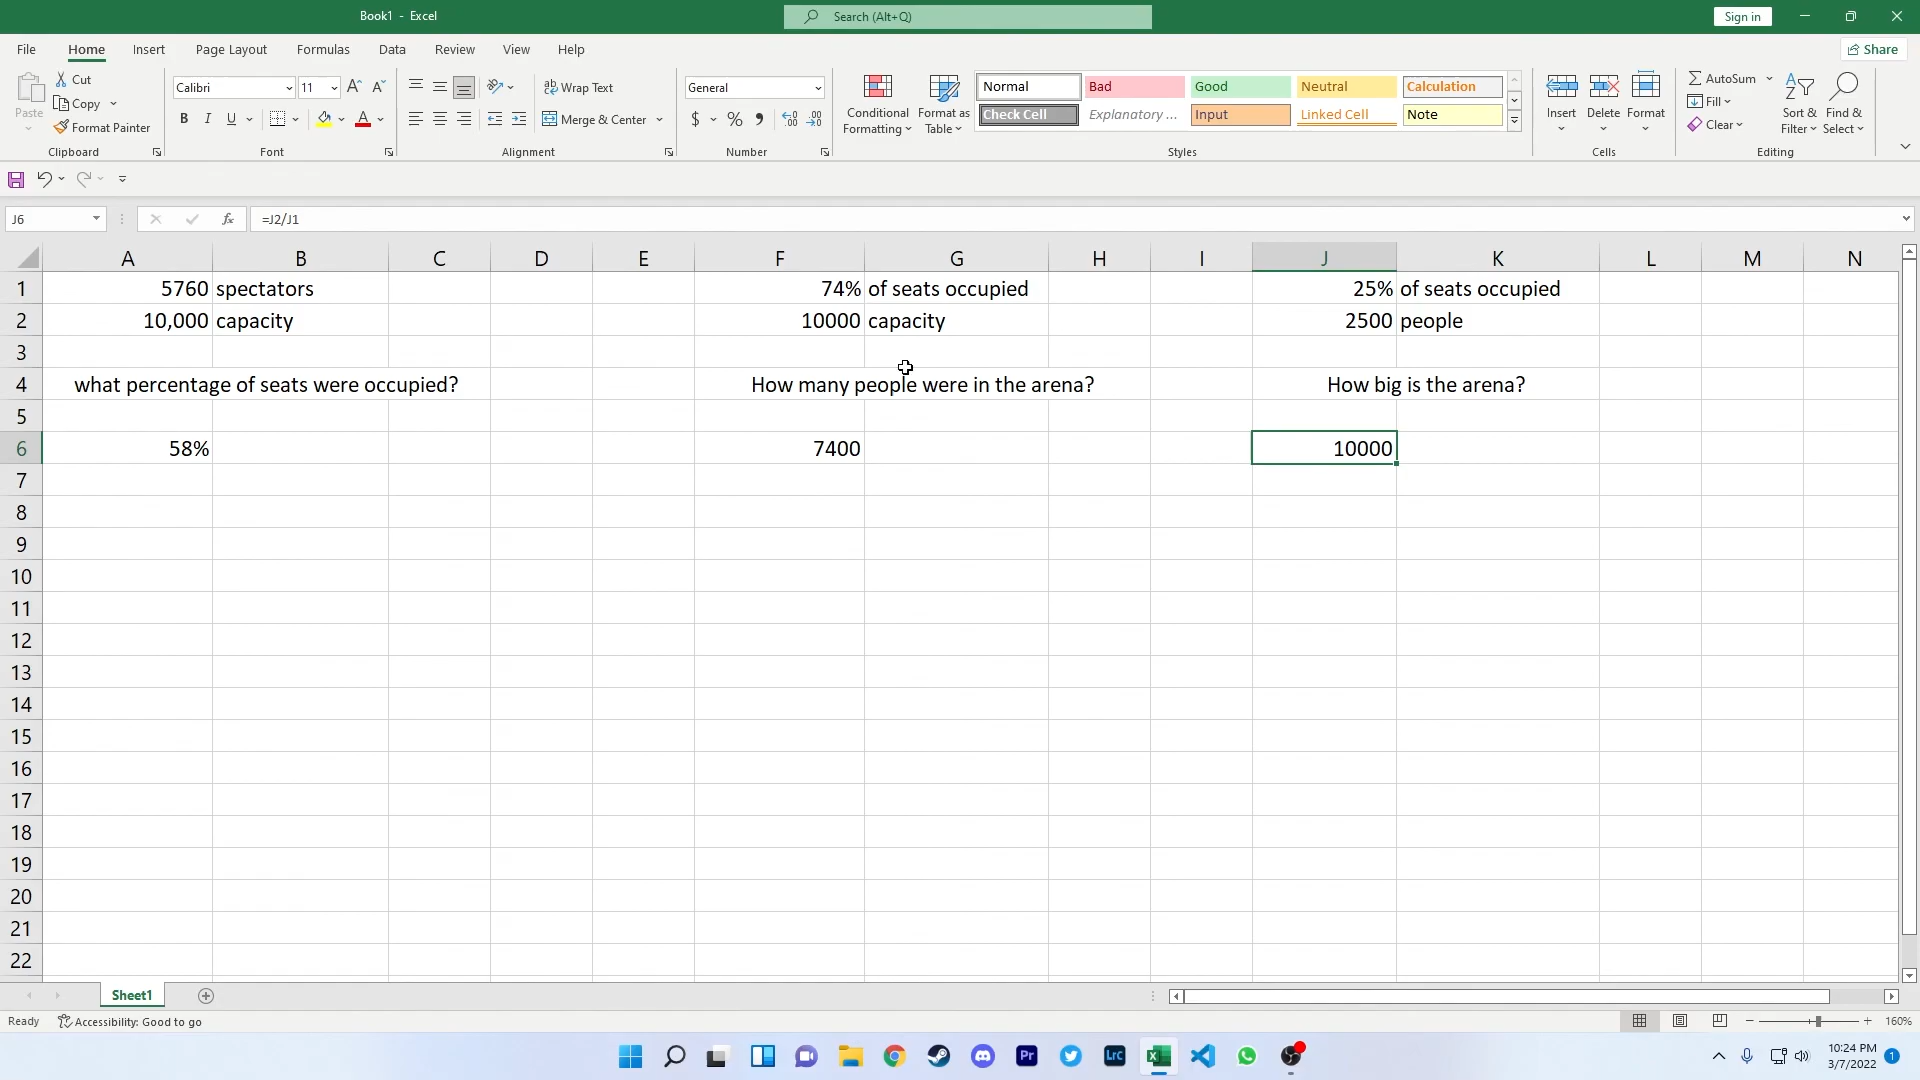 Book1 - Excel
Search (Alt+Q)
Sign in
File Home Insert Page Layout Formulas Data Review View Help
Share
Paste
Cut
Copy
Format Painter
Clipboard
Calibri 11
B I U
Font
Wrap Text
Merge & Center
Alignment
General
$ %
Number
Conditional
Formatting
Format as
Table
Normal Bad Good Neutral Calculation
Check Cell Explanatory ... Input Linked Cell Note
Styles
Insert Delete Format
Cells
AutoSum
Fill
Clear
Sort &
Filter
Find &
Select
Editing
J6
fx
=J2/J1
A B C D E F G H I J K L M N
1 5760 spectators 74% of seats occupied 25% of seats occupied
2 10,000 capacity 10000 capacity 2500 people
3
4 what percentage of seats were occupied? How many people were in the arena? How big is the arena?
5
6 58% 7400 10000
7
8
9
10
11
12
13
14
15
16
17
18
19
20
21
22
Sheet1
Ready
Accessibility: Good to go
160%
Pr
LrC
10:24 PM
3/7/2022
1